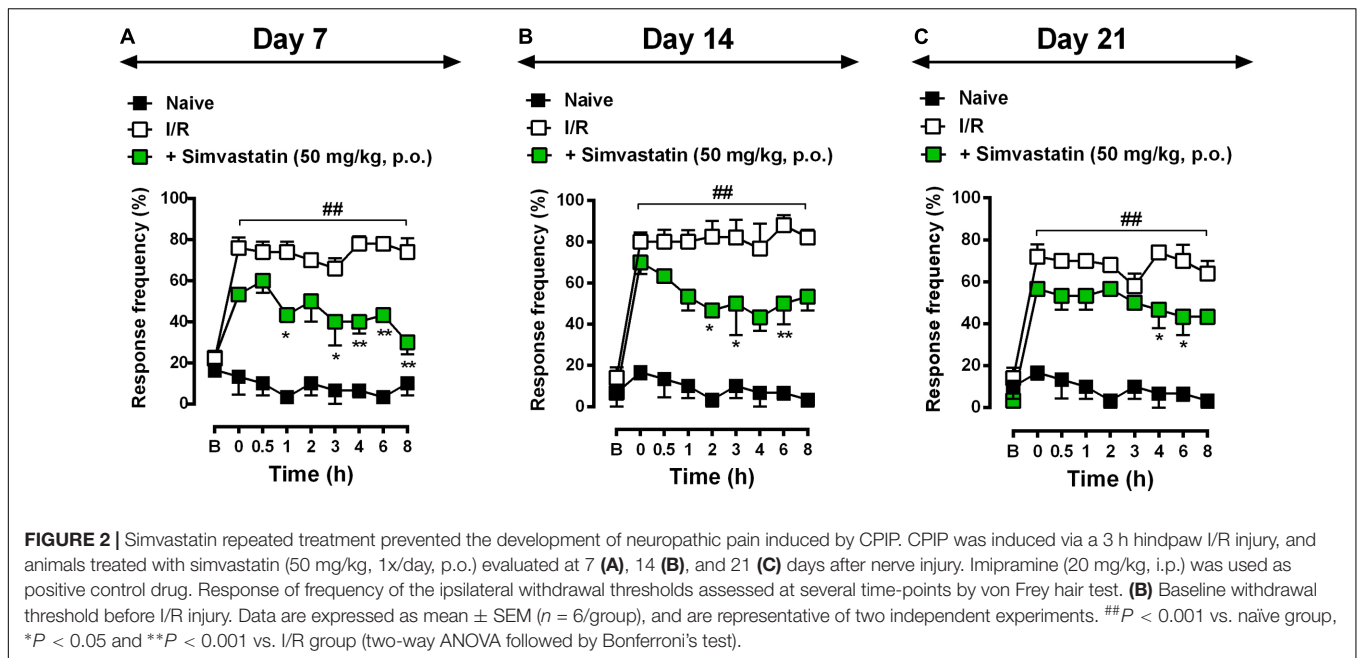 A Day 7
Naive
I/R
+ Simvastatin (50 mg/kg, p.o.)
Response frequency (%)
100
80
60
40
20
0
##
*
*
**
**
**
B 0 0.5 1 2 3 4 6 8
Time (h)
B Day 14
Naive
I/R
+ Simvastatin (50 mg/kg, p.o.)
Response frequency (%)
100
80
60
40
20
0
##
*
*
**
B 0 0.5 1 2 3 4 6 8
Time (h)
C Day 21
Naive
I/R
+ Simvastatin (50 mg/kg, p.o.)
Response frequency (%)
100
80
60
40
20
0
##
*
*
B 0 0.5 1 2 3 4 6 8
Time (h)
FIGURE 2 | Simvastatin repeated treatment prevented the development of neuropathic pain induced by CPIP. CPIP was induced via a 3 h hindpaw I/R injury, and
animals treated with simvastatin (50 mg/kg, 1x/day, p.o.) evaluated at 7 (A), 14 (B), and 21 (C) days after nerve injury. Imipramine (20 mg/kg, i.p.) was used as
positive control drug. Response of frequency of the ipsilateral withdrawal thresholds assessed at several time-points by von Frey hair test. (B) Baseline withdrawal
threshold before I/R injury. Data are expressed as mean ± SEM (n = 6/group), and are representative of two independent experiments. ##P < 0.001 vs. naïve group,
*P < 0.05 and **P < 0.001 vs. I/R group (two-way ANOVA followed by Bonferroni's test).